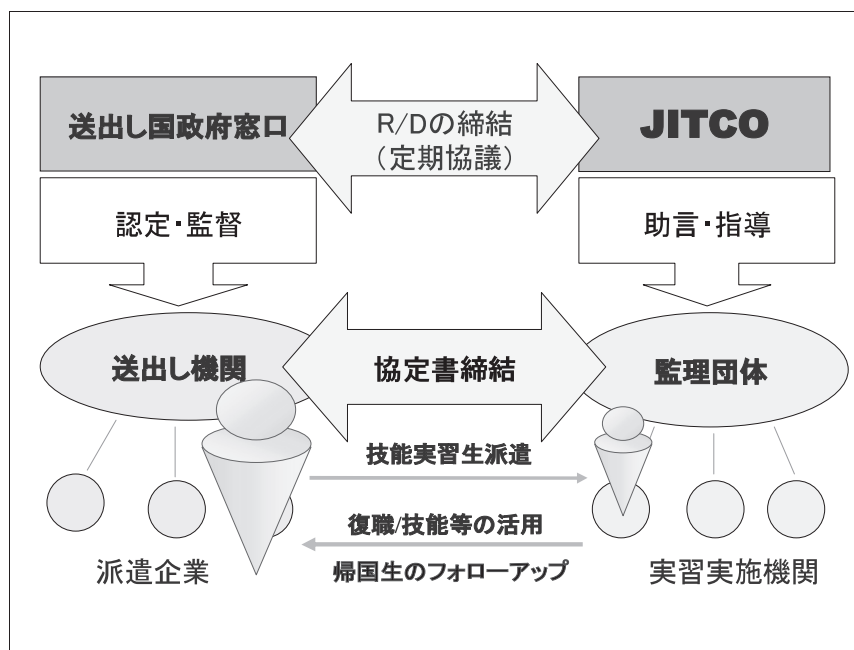 送出し国政府窓口
R/Dの締結
（定期協議）
JITCO
認定・監督
助言・指導
送出し機関
協定書締結
監理団体
技能実習生派遣
復職/技能等の活用
派遣企業
帰国生のフォローアップ
実習実施機関